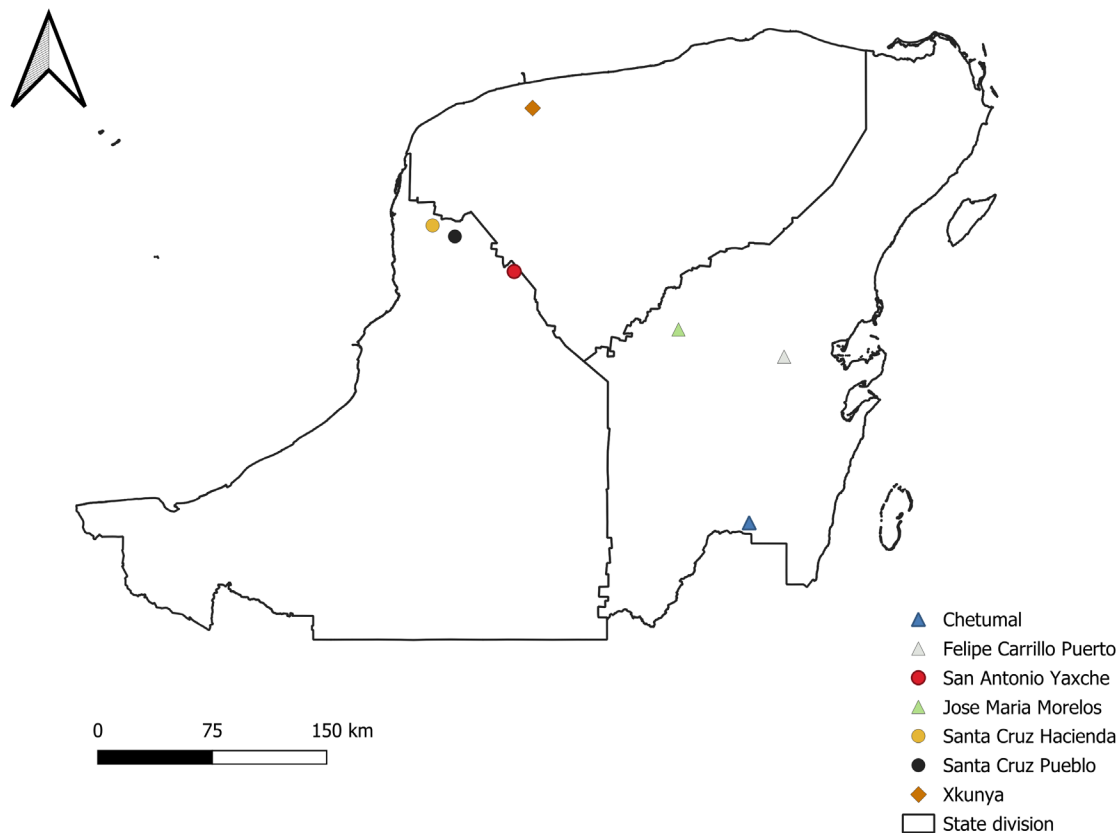 Chetumal
Felipe Carrillo Puerto
San Antonio Yaxche
Jose Maria Morelos
Santa Cruz Hacienda
Santa Cruz Pueblo
Xkunya
State division
0 75 150 km